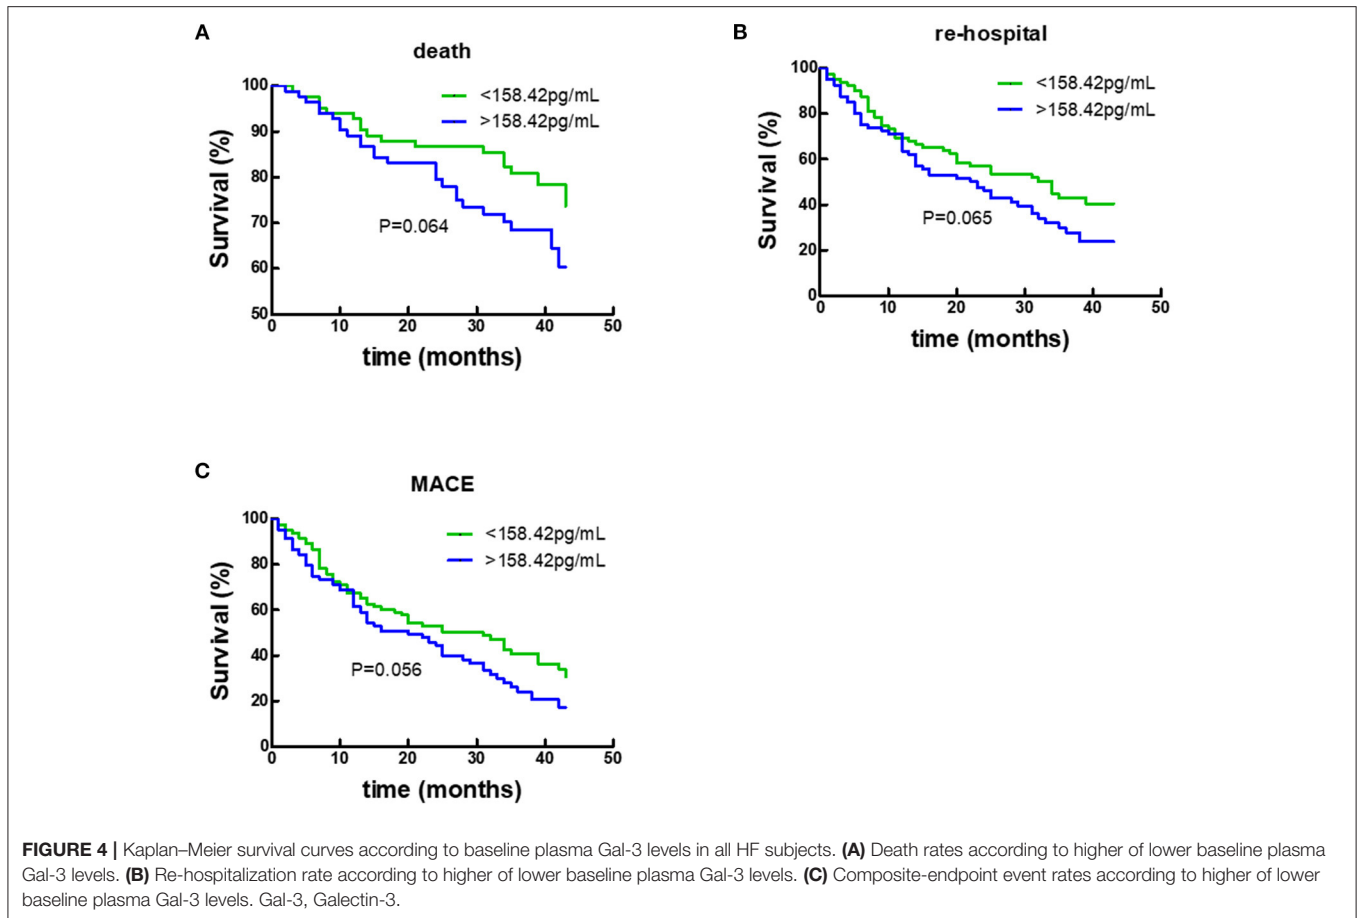 A
death
<158.42pg/mL
>158.42pg/mL
100
90
80
70
60
50
Survival (%)
P=0.064
0
10
20
30
40
50
time (months)
B
re-hospital
<158.42pg/mL
>158.42pg/mL
100
80
60
40
20
0
Survival (%)
P=0.065
0
10
20
30
40
50
time (months)
C
MACE
<158.42pg/mL
>158.42pg/mL
100
80
60
40
20
0
Survival (%)
P=0.056
0
10
20
30
40
50
time (months)
FIGURE 4 | Kaplan–Meier survival curves according to baseline plasma Gal-3 levels in all HF subjects. (A) Death rates according to higher of lower baseline plasma
Gal-3 levels. (B) Re-hospitalization rate according to higher of lower baseline plasma Gal-3 levels. (C) Composite-endpoint event rates according to higher of lower
baseline plasma Gal-3 levels. Gal-3, Galectin-3.